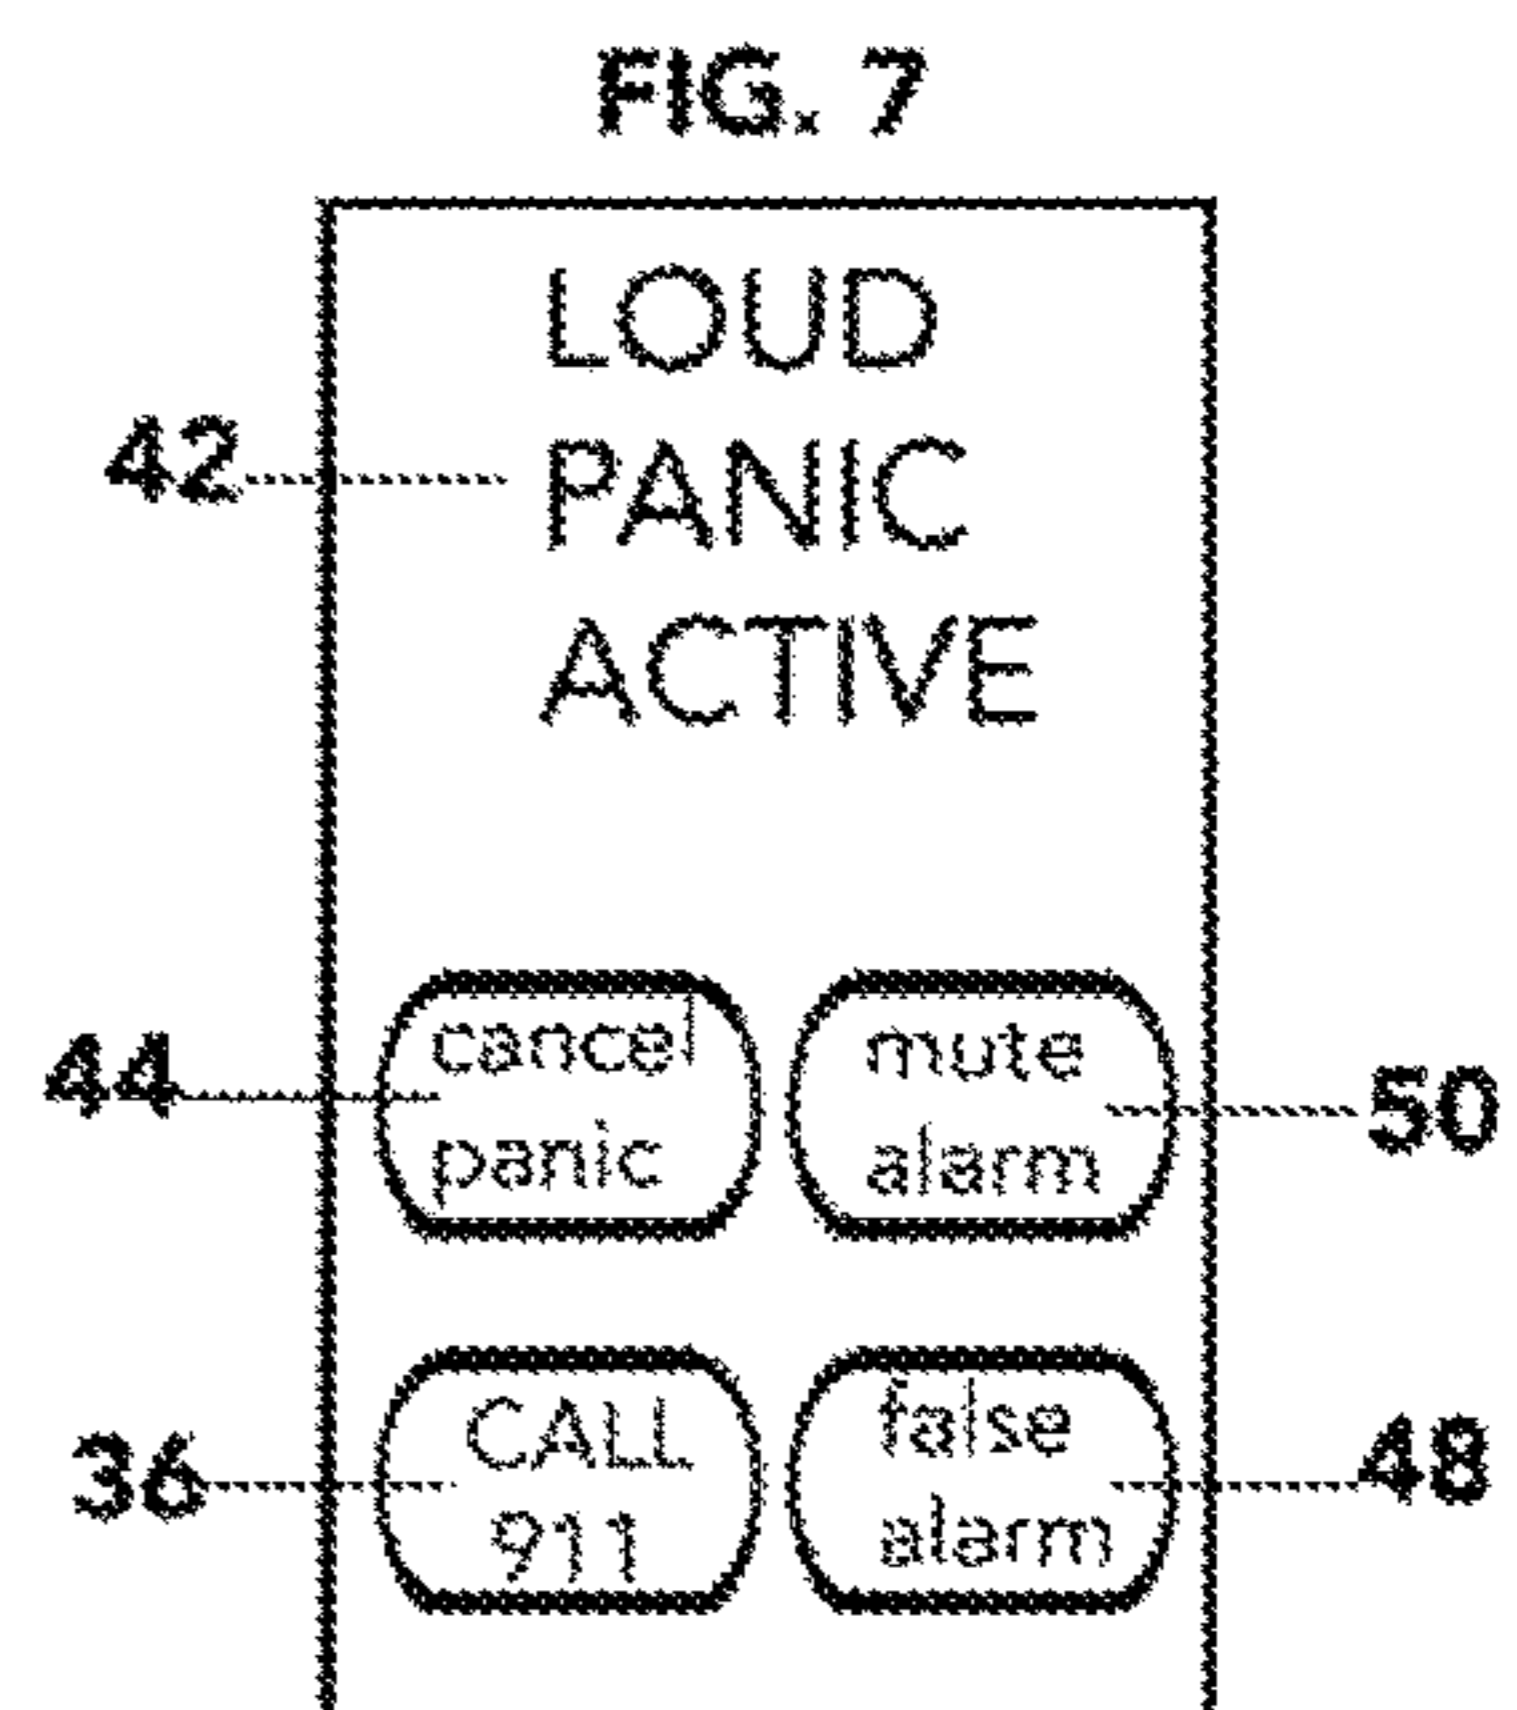 FIG. 7
LOUD
42 PANIC
ACTIVE
cancel mute
44 panic alarm 50
CALL false
36 911 alarm 48